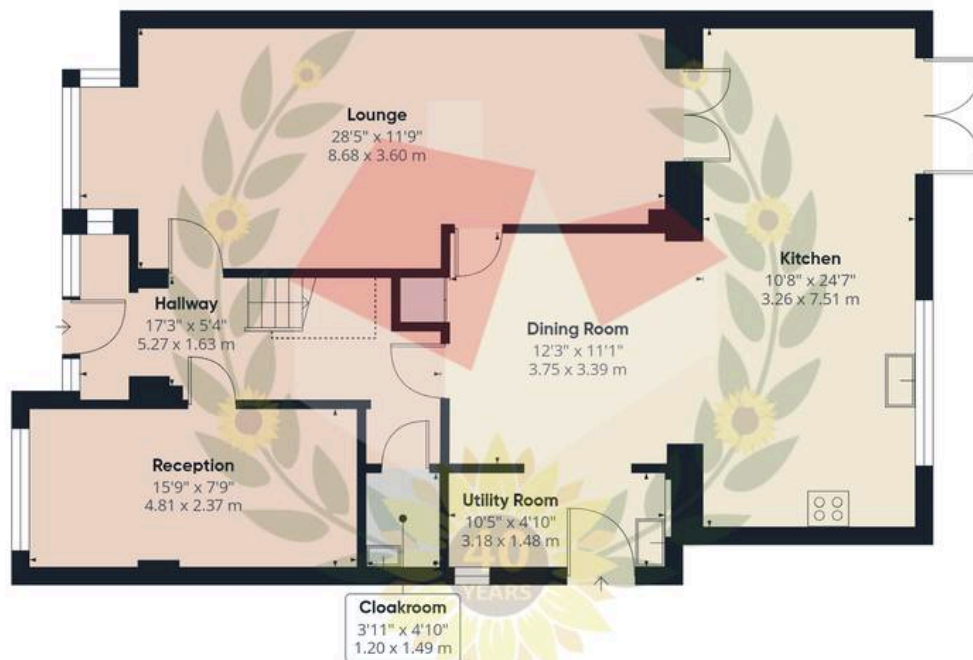 Lounge
28'5" x 11'9"
8.68 x 3.60 m
Kitchen
10'8" x 24'7"
3.26 x 7.51 m
Hallway
17'3" x 5'4"
5.27 x 1.63 m
Dining Room
12'3" x 11'1"
3.75 x 3.39 m
Reception
15'9" x 7'9"
4.81 x 2.37 m
Utility Room
10'5" x 4'10"
3.18 x 1.48 m
40
YEARS
Cloakroom
3'11" x 4'10"
1.20 x 1.49 m